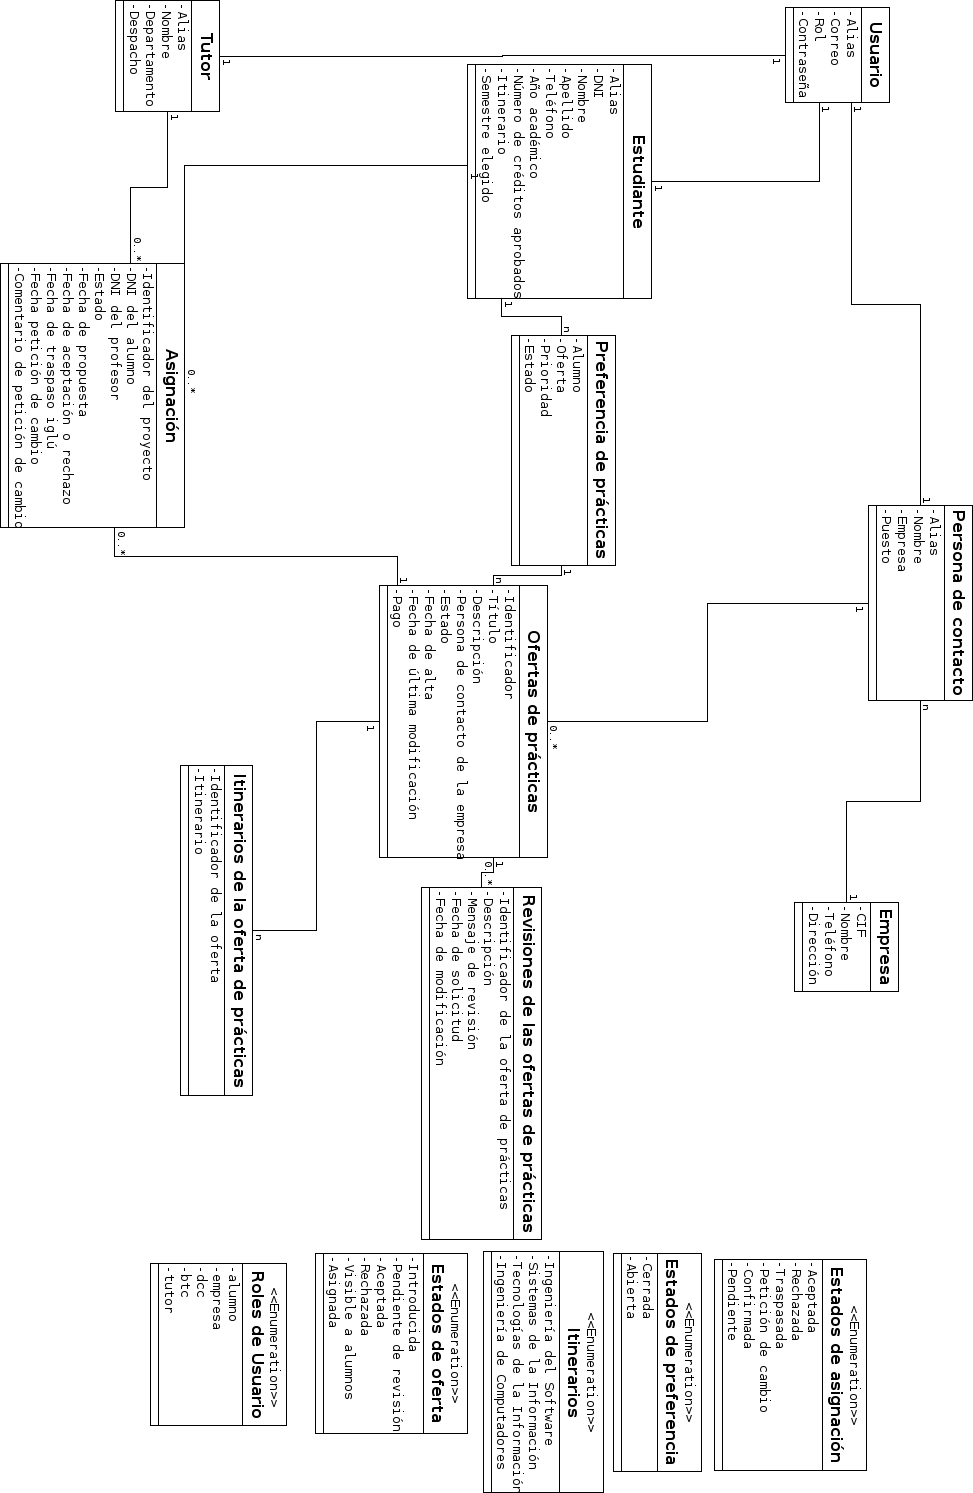 Usuario
-Alias
-Correo
-Rol
-Contraseña
1
1
1
Tutor
-Alias
-Nombre
-Departamento
-Despacho
1
1
Estudiante
-Alias
-DNI
-Nombre
-Apellido
-Teléfono
-Año académico
-Número de créditos aprobados
-Itinerario
-Semestre elegido
1
1
1
Preferencia de prácticas
-Alumno
-Oferta
-Prioridad
-Estado
n
1
Asignación
-Identificador del proyecto
-DNI del alumno
-DNI del profesor
-Estado
-Fecha de propuesta
-Fecha de aceptación o rechazo
-Fecha de traspaso iglú
-Fecha petición de cambio
-Comentario de petición de cambio
0..*
0..*
0..*
Persona de contacto
-Alias
-Nombre
-Empresa
-Puesto
1
1
n
Ofertas de prácticas
-Identificador
-Título
-Descripción
-Persona de contacto de la empresa
-Estado
-Fecha de alta
-Fecha de última modificación
-Pago
n
1
0..*
1
1
Empresa
-CIF
-Nombre
-Teléfono
-Dirección
1
Revisiones de las ofertas de prácticas
-Identificador de la oferta de prácticas
-Descripción
-Mensaje de revisión
-Fecha de solicitud
-Fecha de modificación
0..*
Itinerarios de la oferta de prácticas
-Identificador de la oferta
-Itinerario
n
<<Enumeration>>
Estados de asignación
-Aceptada
-Rechazada
-Traspasada
-Petición de cambio
-Confirmada
-Pendiente
<<Enumeration>>
Estados de preferencia
-Cerrada
-Abierta
<<Enumeration>>
Itinerarios
-Ingeniería del Software
-Sistemas de la Información
-Tecnologías de la Información
-Ingeniería de Computadores
<<Enumeration>>
Estados de oferta
-Introducida
-Pendiente de revisión
-Aceptada
-Rechazada
-Visible a alumnos
-Asignada
<<Enumeration>>
Roles de Usuario
-alumno
-empresa
-dcc
-btc
-tutor